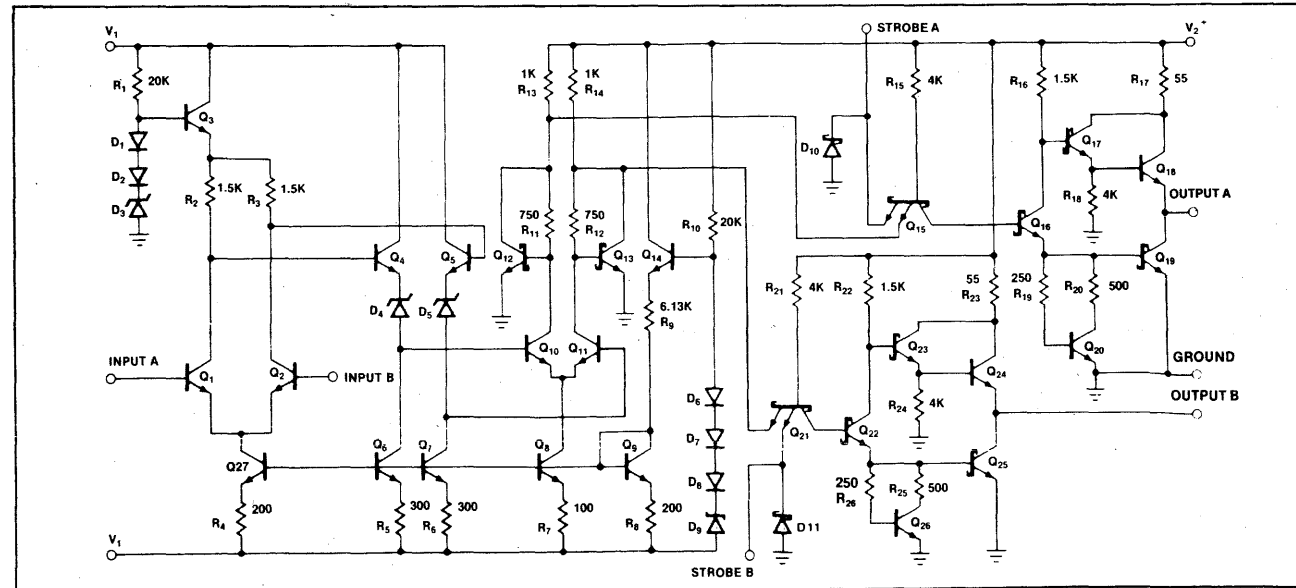 V1
STROBE A
V2+
R1 20K
Q3
D1
D2
D3
R2 1.5K
R3 1.5K
1K R13
1K R14
R15 4K
R16 1.5K
R17 55
D10
Q17
Q18
R18 4K
OUTPUT A
Q4
Q5
D4
D5
Q12
750 R11
750 R12
Q13
Q14
R10 20K
Q15
Q16
Q19
250 R19
R20 500
Q20
6.13K R9
R21 4K
R22 1.5K
55 R23
INPUT A
Q1
Q2
INPUT B
Q10
Q11
Q23
Q24
GROUND
OUTPUT B
R24 4K
D6
D7
D8
D9
Q21
Q22
Q25
Q27
Q6
Q7
Q8
Q9
200 R4
300 R5
300 R6
100 R7
200 R8
250 R26
R25 500
Q26
D11
V1
STROBE B